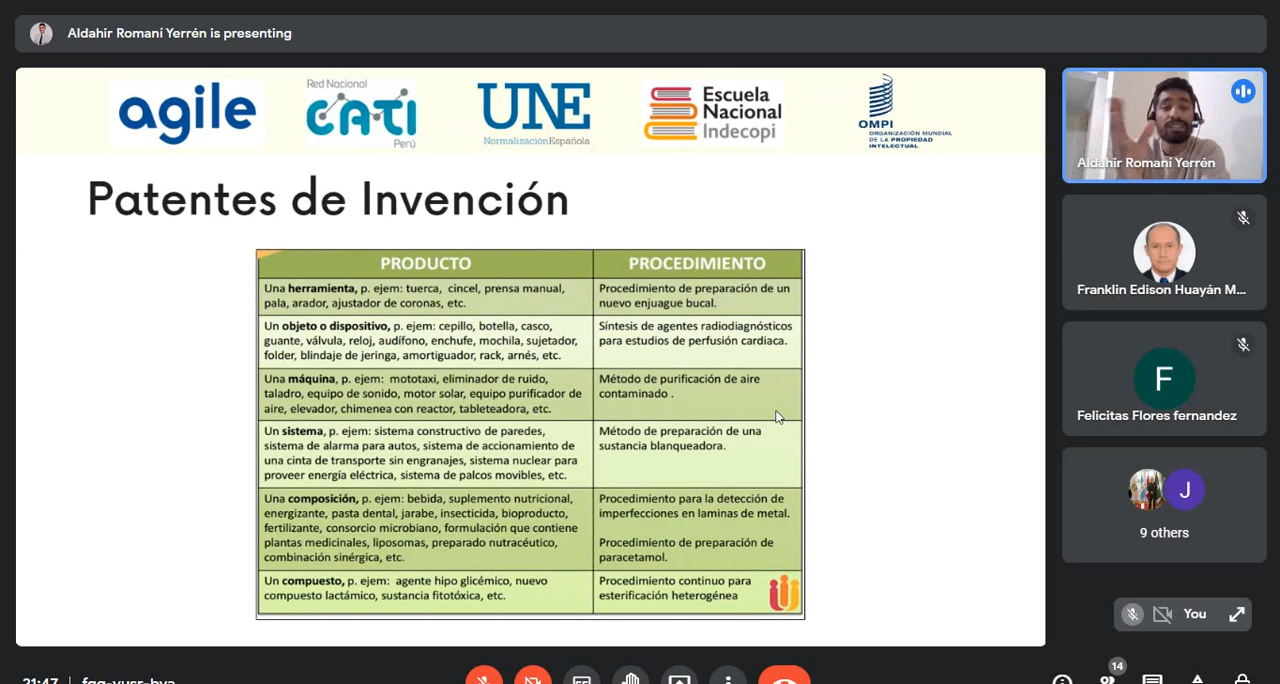 Aldahir Romaní Yerrén is presenting
agile
Red Nacional
CATI
Perú
UNE
NormalizaciónEspañola
Escuela
Nacional
Indecopi
OMPI
ORGANIZACIÓN MUNDIAL
DE LA PROPIEDAD
INTELECTUAL
Patentes de Invención
PRODUCTO
PROCEDIMIENTO
Una herramienta, p. ejem: tuerca, cincel, prensa manual,
pala, arador, ajustador de coronas, etc.
Procedimiento de preparación de un
nuevo enjuague bucal.
Un objeto o dispositivo, p. ejem: cepillo, botella, casco,
guante, válvula, reloj, audífono, enchufe, mochila, sujetador,
folder, blindaje de jeringa, amortiguador, rack, arnés, etc.
Síntesis de agentes radiodiagnósticos
para estudios de perfusión cardiaca.
Una máquina, p. ejem: mototaxi, eliminador de ruido,
taladro, equipo de sonido, motor solar, equipo purificador de
aire, elevador, chimenea con reactor, tableteadora, etc.
Método de purificación de aire
contaminado .
Un sistema, p. ejem: sistema constructivo de paredes,
sistema de alarma para autos, sistema de accionamiento de
una cinta de transporte sin engranajes, sistema nuclear para
proveer energía eléctrica, sistema de palcos movibles, etc.
Método de preparación de una
sustancia blanqueadora.
Una composición, p. ejem: bebida, suplemento nutricional,
energizante, pasta dental, jarabe, insecticida, bioproducto,
fertilizante, consorcio microbiano, formulación que contiene
plantas medicinales, liposomas, preparado nutracéutico,
combinación sinérgica, etc.
Procedimiento para la detección de
imperfecciones en laminas de metal.
Procedimiento de preparación de
paracetamol.
Un compuesto, p. ejem: agente hipo glicémico, nuevo
compuesto lactámico, sustancia fitotóxica, etc.
Procedimiento continuo para
esterificación heterogénea
Aldahir Romaní Yerrén
Franklin Edison Huayán M...
F
Felicitas Flores fernandez
J
9 others
You
14
21:47